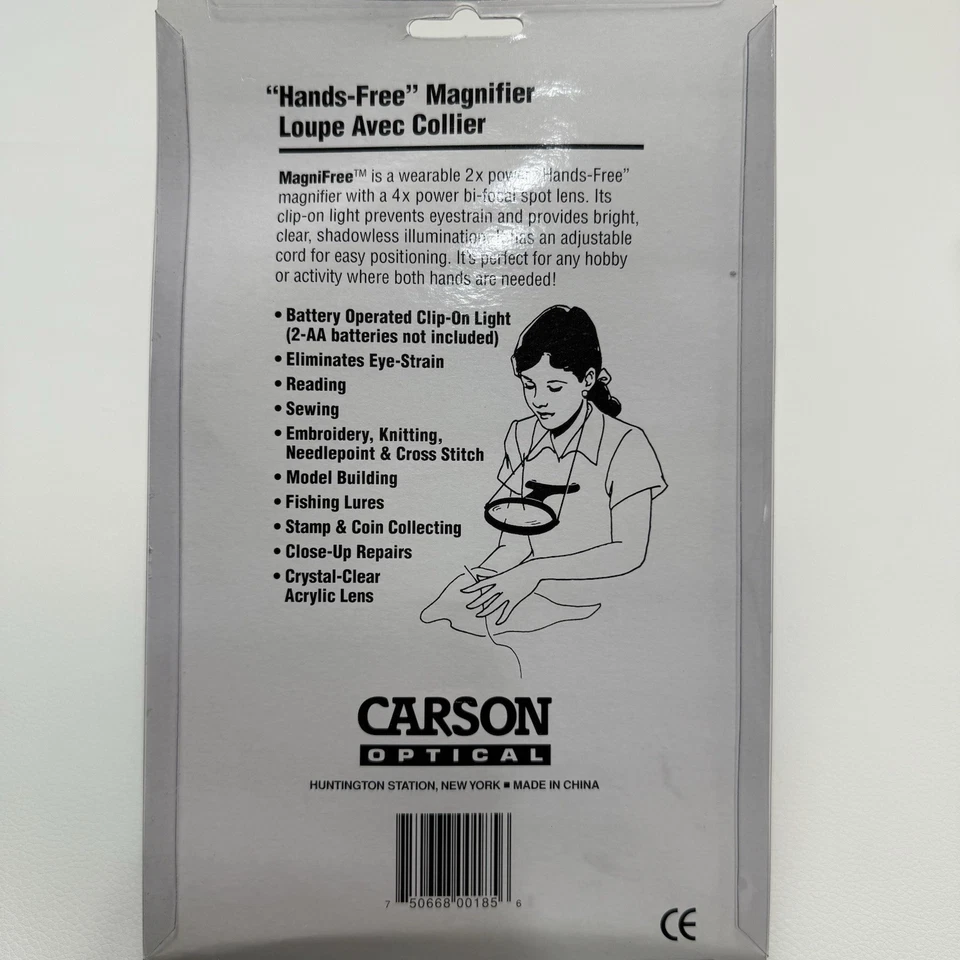 “Hands-Free” Magnifier
Loupe Avec Collier
MagniFree™ is a wearable 2x power “Hands-Free”
magnifier with a 4x power bi-focal spot lens. Its
clip-on light prevents eyestrain and provides bright,
clear, shadowless illumination. It has an adjustable
cord for easy positioning. It's perfect for any hobby
or activity where both hands are needed!
• Battery Operated Clip-On Light
(2-AA batteries not included)
• Eliminates Eye-Strain
• Reading
• Sewing
• Embroidery, Knitting,
Needlepoint & Cross Stitch
• Model Building
• Fishing Lures
• Stamp & Coin Collecting
• Close-Up Repairs
• Crystal-Clear
Acrylic Lens
CARSON
OPTICAL
HUNTINGTON STATION, NEW YORK ■ MADE IN CHINA
7 50668 00185 6
CE